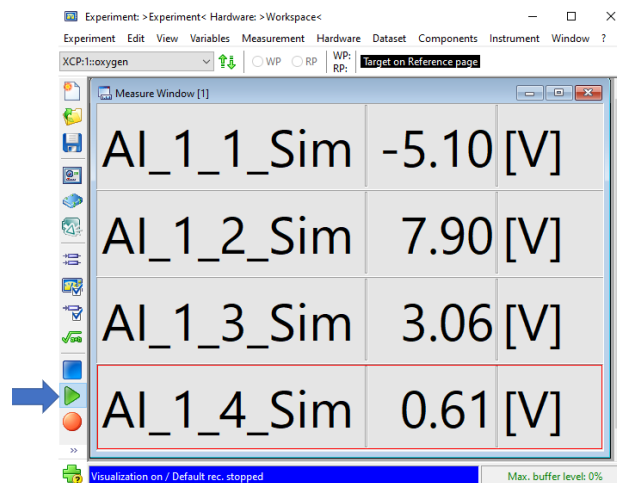 Experiment: >Experiment< Hardware: >Workspace<
Experiment Edit View Variables Measurement Hardware Dataset Components Instrument Window ?
XCP:1::oxygen WP RP WP: RP: Target on Reference page
Measure Window [1]
AI_1_1_Sim -5.10 [V]
AI_1_2_Sim 7.90 [V]
AI_1_3_Sim 3.06 [V]
AI_1_4_Sim 0.61 [V]
Visualization on / Default rec. stopped Max. buffer level: 0%